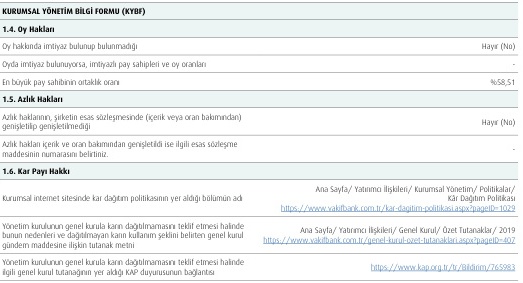 KURUMSAL YÖNETİM BİLGİ FORMU (KYBF)
1.4. Oy Hakları
Oy hakkında imtiyaz bulunup bulunmadığı
Hayır (No)
Oyda imtiyaz bulunuyorsa, imtiyazlı pay sahipleri ve oy oranları
-
En büyük pay sahibinin ortaklık oranı
%58,51
1.5. Azlık Hakları
Azlık haklarının, şirketin esas sözleşmesinde (içerik veya oran bakımından)
genişletilip genişletilmediği
Hayır (No)
Azlık hakları içerik ve oran bakımından genişletildi ise ilgili esas sözleşme
maddesinin numarasını belirtiniz.
-
1.6. Kar Payı Hakkı
Kurumsal internet sitesinde kar dağıtım politikasının yer aldığı bölümün adı
Ana Sayfa/ Yatırımcı İlişkileri/ Kurumsal Yönetim/ Politikalar/
Kâr Dağıtım Politikası
https://www.vakifbank.com.tr/kar-dagitim-politikasi.aspx?pageID=1029
Yönetim kurulunun genel kurula karın dağıtılmamasını teklif etmesi halinde
bunun nedenleri ve dağıtılmayan karın kullanım şeklini belirten genel kurul
gündem maddesine ilişkin tutanak metni
Ana Sayfa/ Yatırımcı İlişkileri/ Genel Kurul/ Özet Tutanaklar/ 2019
https://www.vakifbank.com.tr/genel-kurul-ozet-tutanaklari.aspx?pageID=407
Yönetim kurulunun genel kurula karın dağıtılmamasını teklif etmesi halinde
ilgili genel kurul tutanağının yer aldığı KAP duyurusunun bağlantısı
https://www.kap.org.tr/tr/Bildirim/765983